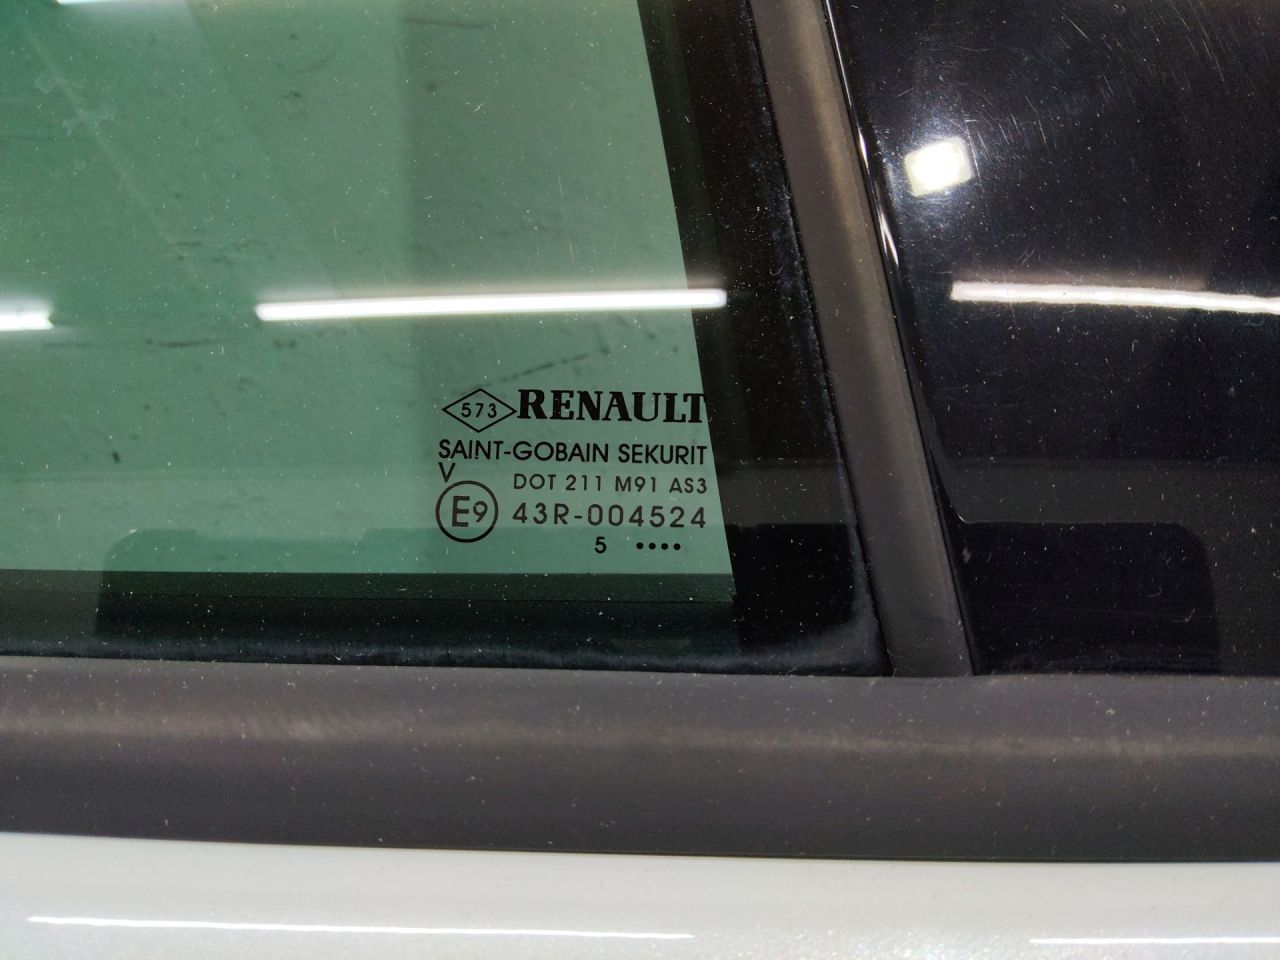 573 RENAULT
SAINT-GOBAIN SEKURIT
V DOT 211 M91 AS3
E9 43R-004524
5 ••••